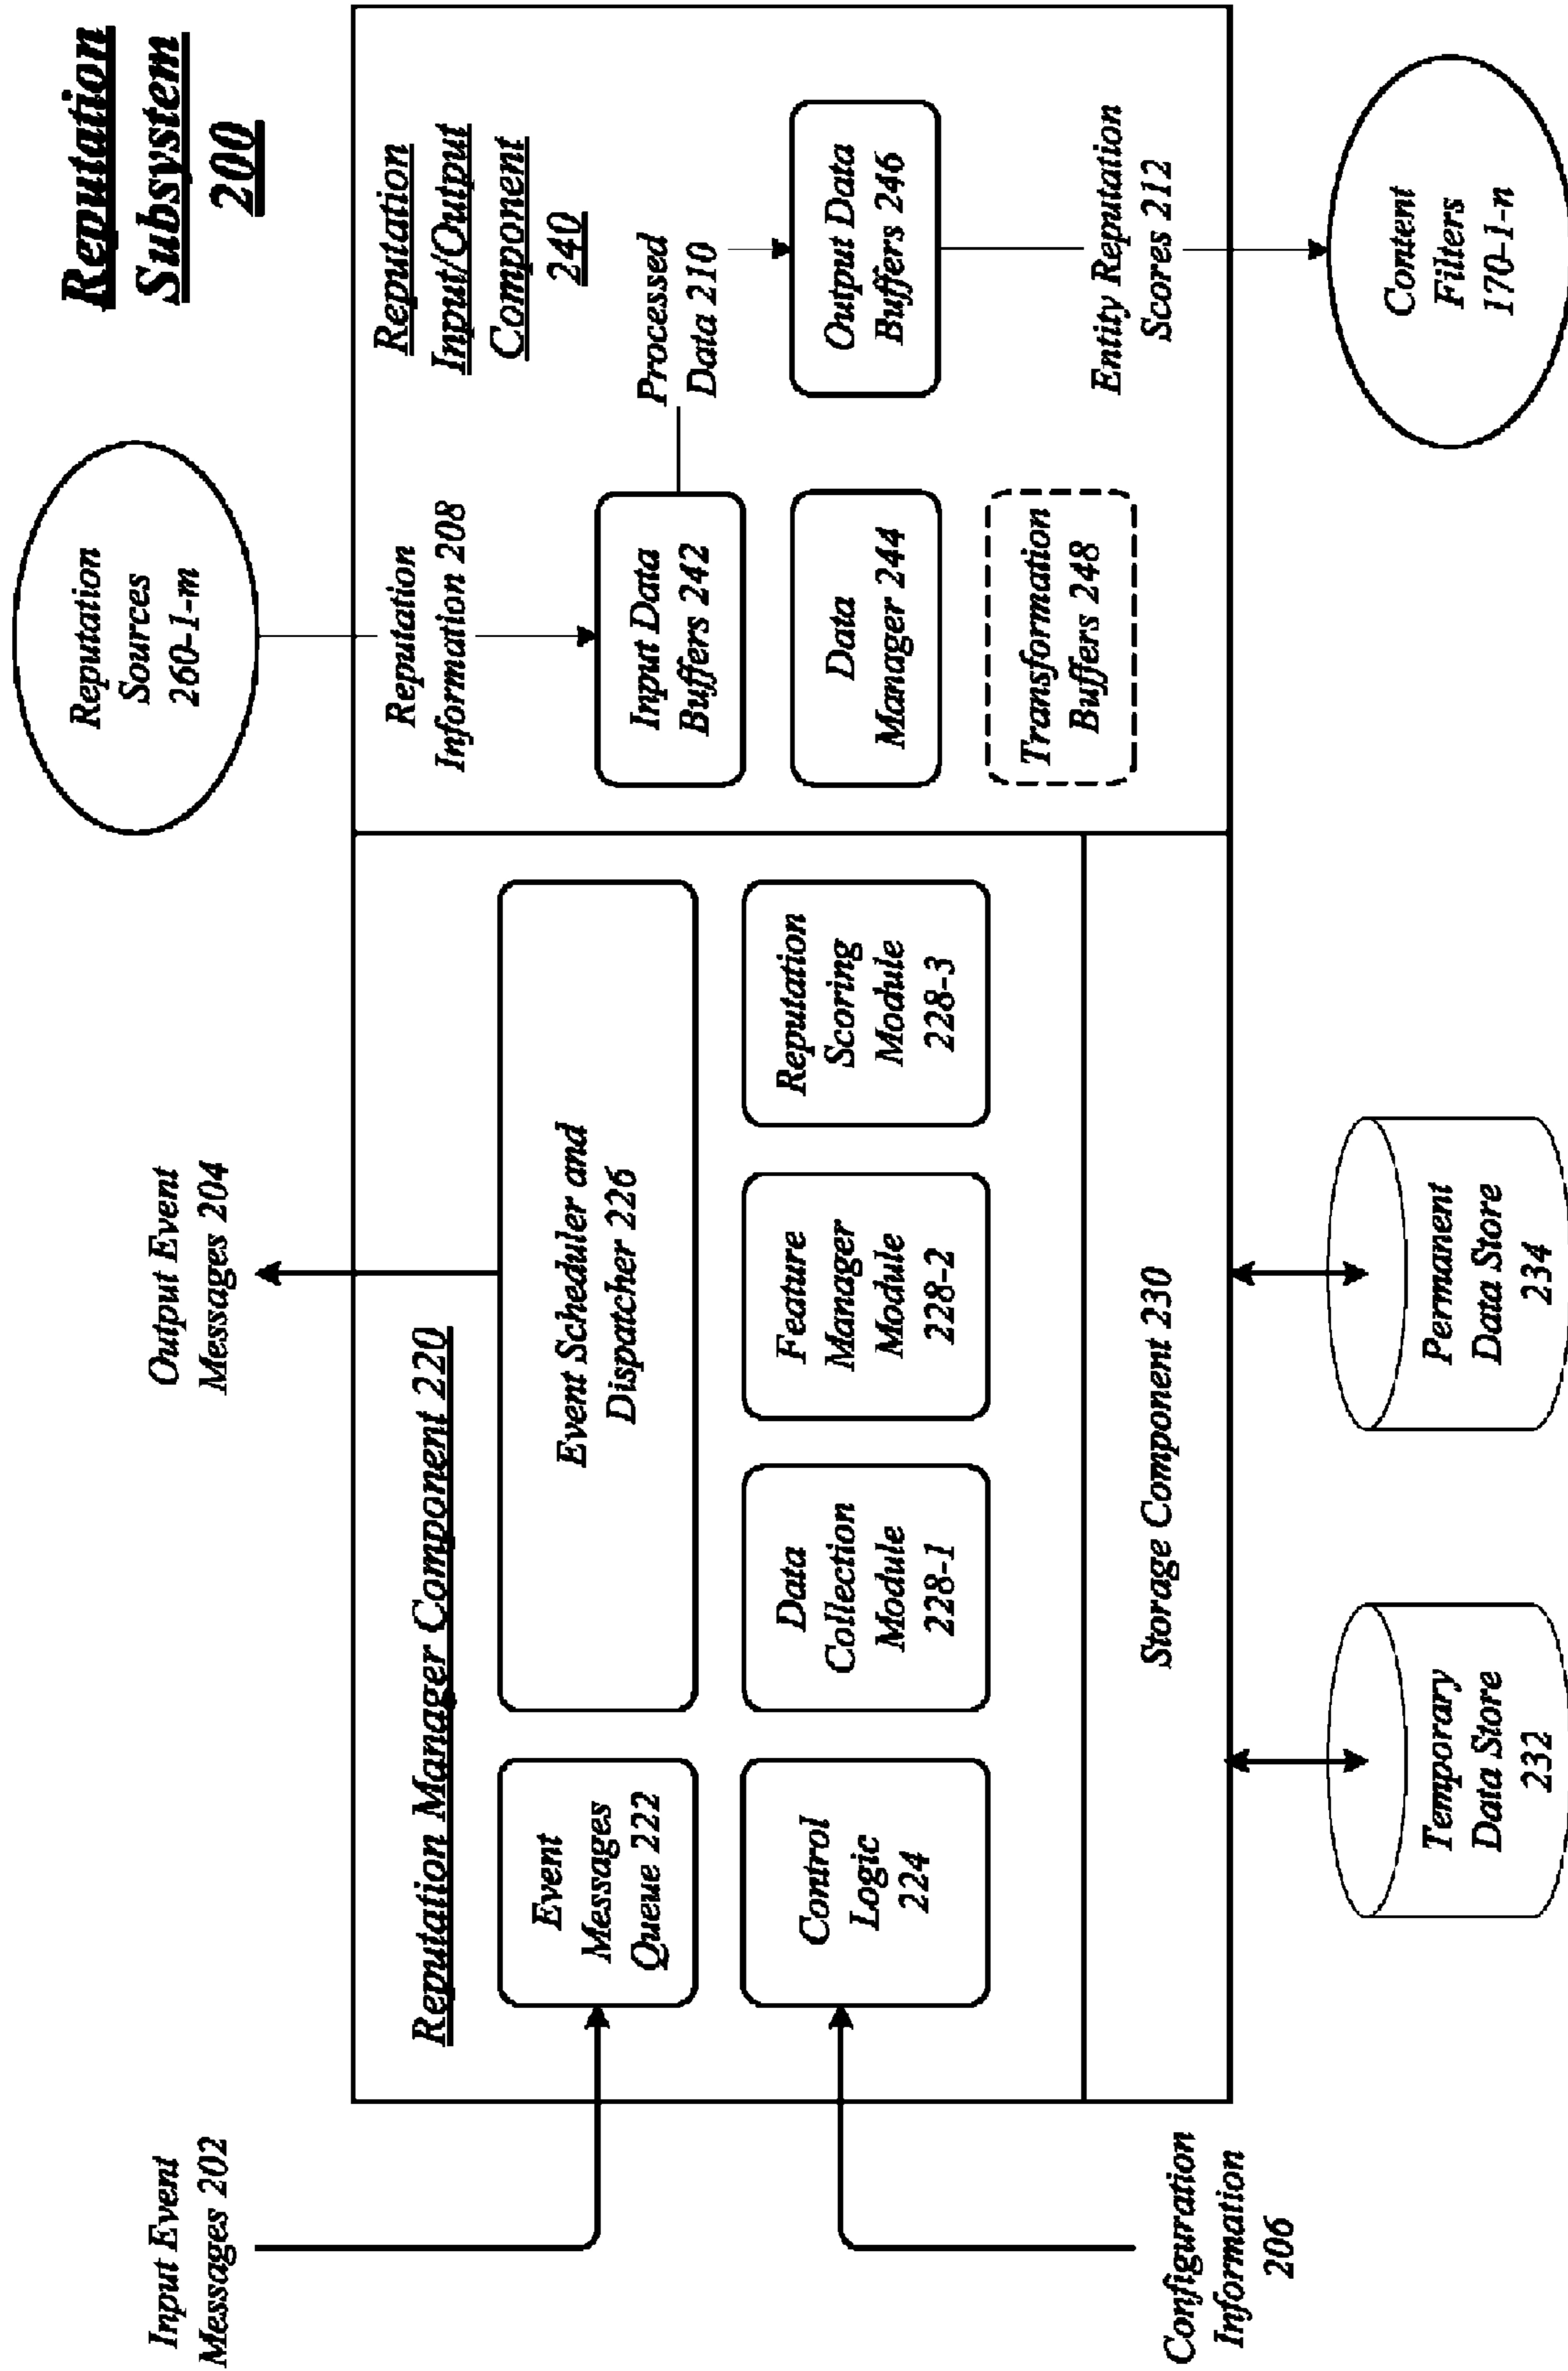 Reputation
Subsystem
200
Input Event
Messages 202
Output Event
Messages 204
Reputation
Sources
260-1-m
Reputation Manager Component 220
Event
Messages
Queue 222
Event Scheduler and
Dispatcher 226
Control
Logic
224
Data
Collection
Module
228-1
Feature
Manager
Module
228-2
Reputation
Scoring
Module
228-3
Storage Component 230
Reputation
Information 208
Reputation
Input/Output
Component
240
Input Data
Buffers 242
Processed
Data 210
Data
Manager 244
Output Data
Buffers 246
Transformation
Buffers 248
Entity Reputation
Scores 212
Configuration
Information
206
Temporary
Data Store
232
Permanent
Data Store
234
Content
Filters
170-1-n